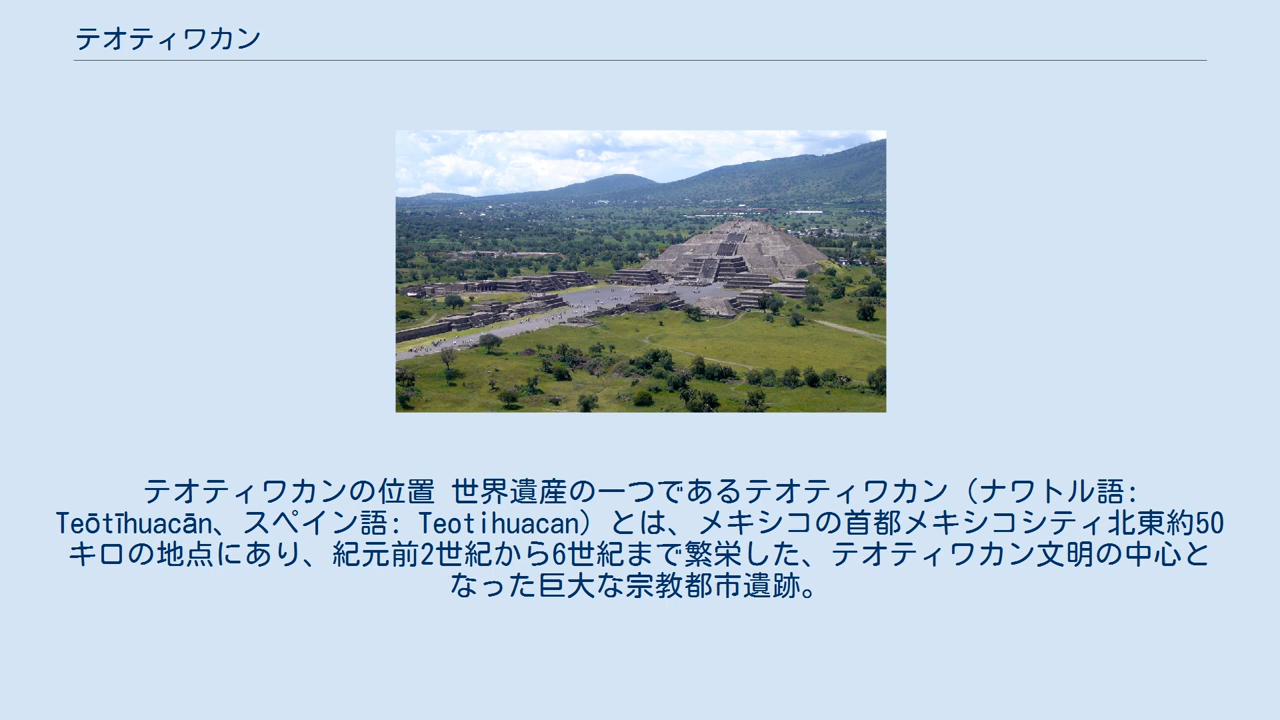 テオティワカン
テオティワカンの位置 世界遺産の一つであるテオティワカン（ナワトル語:
Teōtīhuacān、スペイン語: Teotihuacan）とは、メキシコの首都メキシコシティ北東約50
キロの地点にあり、紀元前2世紀から6世紀まで繁栄した、テオティワカン文明の中心と
なった巨大な宗教都市遺跡。